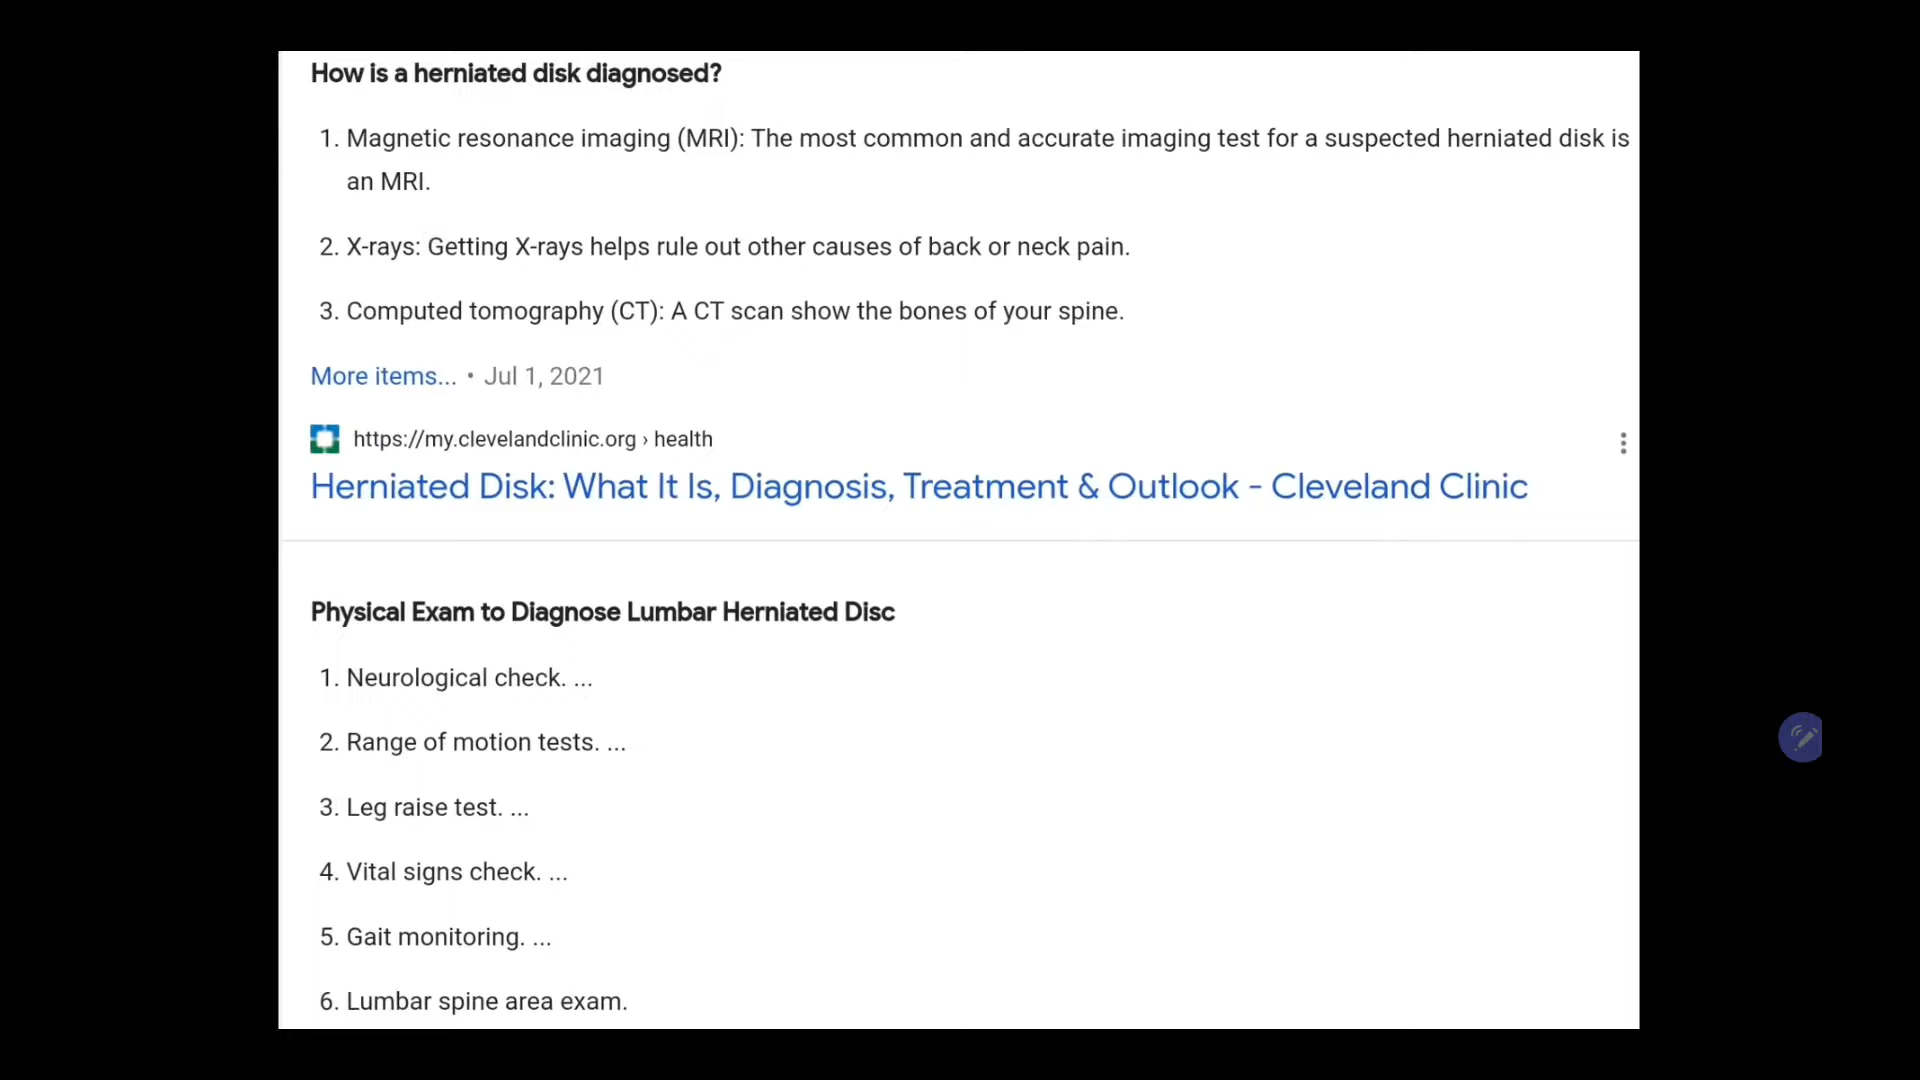 How is a herniated disk diagnosed?
1. Magnetic resonance imaging (MRI): The most common and accurate imaging test for a suspected herniated disk is
an MRI.
2. X-rays: Getting X-rays helps rule out other causes of back or neck pain.
3. Computed tomography (CT): A CT scan show the bones of your spine.
More items... • Jul 1, 2021
https://my.clevelandclinic.org › health
Herniated Disk: What It Is, Diagnosis, Treatment & Outlook - Cleveland Clinic
Physical Exam to Diagnose Lumbar Herniated Disc
1. Neurological check. ...
2. Range of motion tests. ...
3. Leg raise test. ...
4. Vital signs check. ...
5. Gait monitoring. ...
6. Lumbar spine area exam.